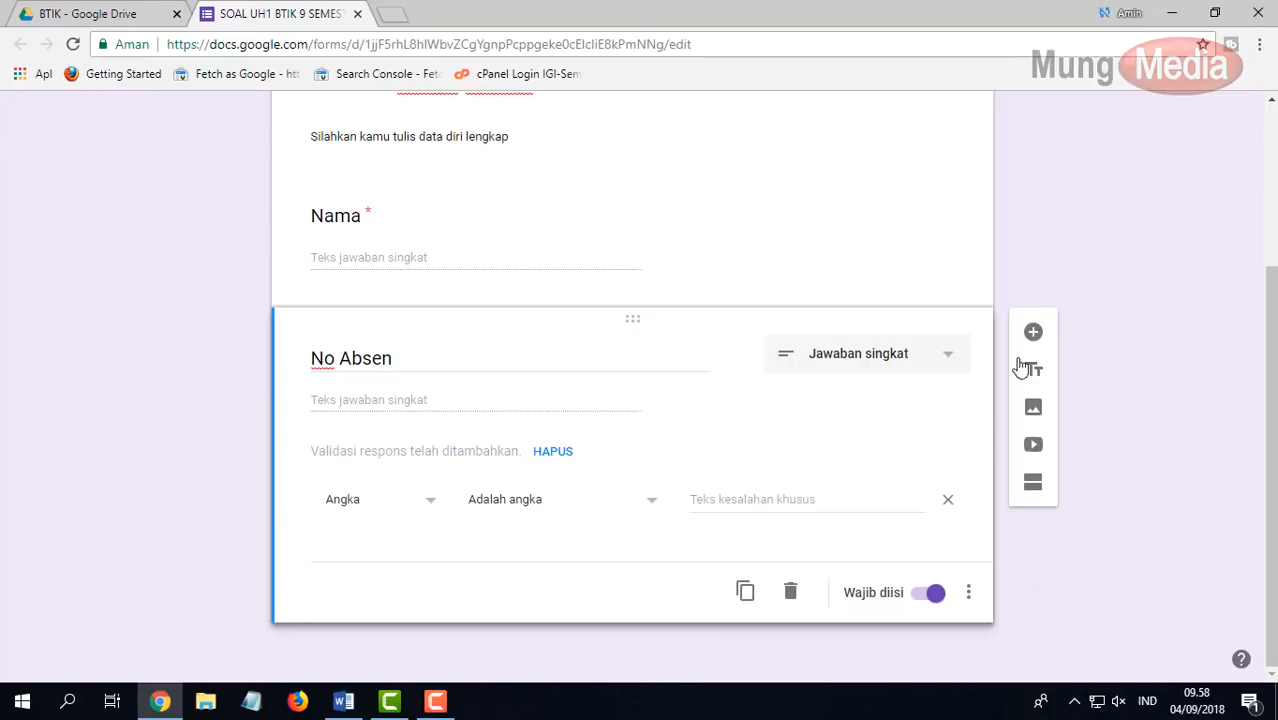 BTIK - Google Drive
SOAL UH1 BTIK 9 SEMEST
Amin
Aman
https://docs.google.com/forms/d/1jjF5rhL8hIWbvZCgYgnpPcppgeke0cElcliE8kPmNNg/edit
Apl
Getting Started
Fetch as Google - htt
Search Console - Fetc
cPanel Login IGI-Sem
Mung Media
Silahkan kamu tulis data diri lengkap
Nama *
Teks jawaban singkat
No Absen
Jawaban singkat
Teks jawaban singkat
Validasi respons telah ditambahkan. HAPUS
Angka
Adalah angka
Teks kesalahan khusus
Wajib diisi
IND
09.58
04/09/2018